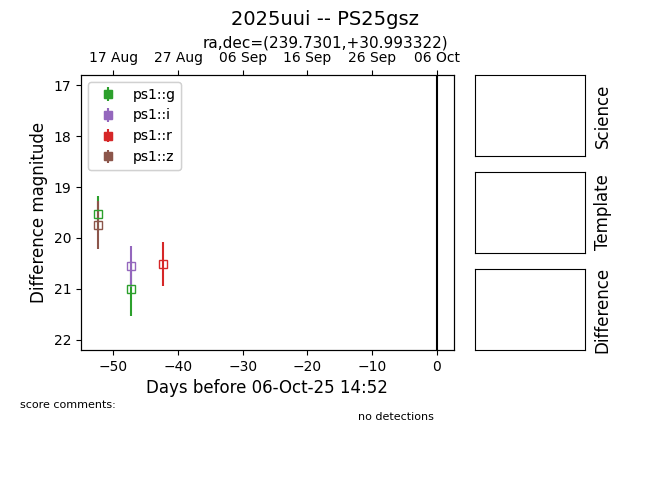 2025uui -- PS25gsz
ra,dec=(239.7301,+30.993322)
17 Aug 27 Aug 06 Sep 16 Sep 26 Sep 06 Oct
ps1::g
ps1::i
ps1::r
ps1::z
17
18
19
20
21
22
Difference magnitude
−50 −40 −30 −20 −10 0
Days before 06-Oct-25 14:52
Science
Template
Difference
score comments:
no detections